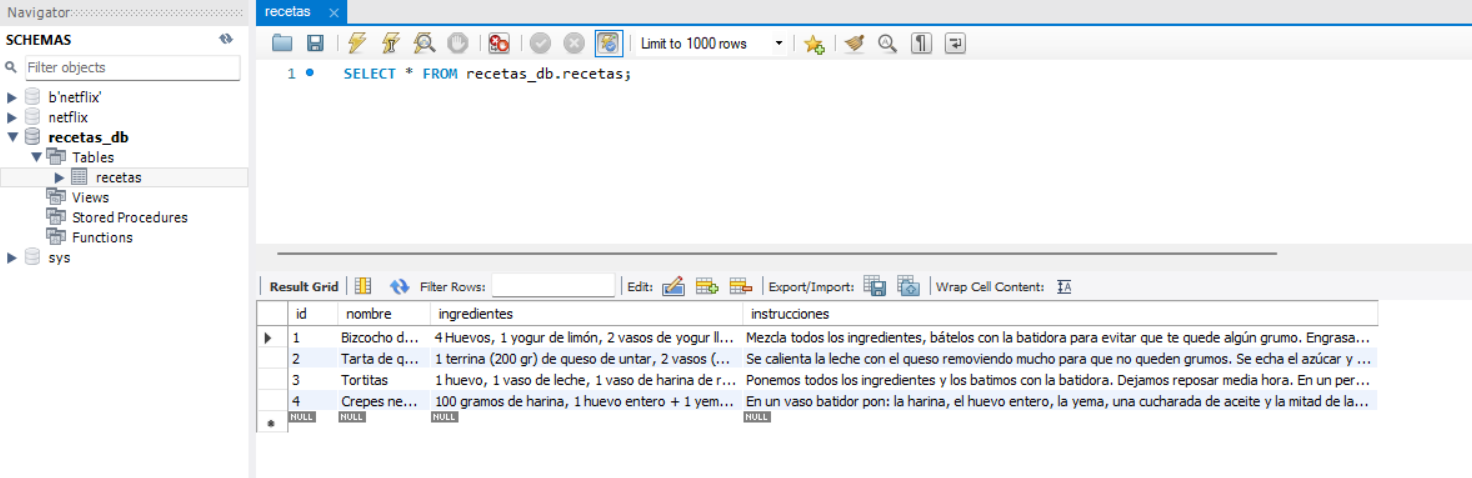 Navigator
SCHEMAS
Filter objects
b'netflix'
netflix
recetas_db
Tables
recetas
Views
Stored Procedures
Functions
sys
recetas
Limit to 1000 rows
1 SELECT * FROM recetas_db.recetas;
Result Grid Filter Rows: Edit: Export/Import: Wrap Cell Content:
id nombre ingredientes instrucciones
1 Bizcocho d... 4 Huevos, 1 yogur de limón, 2 vasos de yogur ll... Mezcla todos los ingredientes, bátelos con la batidora para evitar que te quede algún grumo. Engrasa...
2 Tarta de q... 1 terrina (200 gr) de queso de untar, 2 vasos (... Se calienta la leche con el queso removiendo mucho para que no queden grumos. Se echa el azúcar y ...
3 Tortitas 1 huevo, 1 vaso de leche, 1 vaso de harina de r... Ponemos todos los ingredientes y los batimos con la batidora. Dejamos reposar media hora. En un per...
4 Crepes ne... 100 gramos de harina, 1 huevo entero + 1 yem... En un vaso batidor pon: la harina, el huevo entero, la yema, una cucharada de aceite y la mitad de la...
NULL NULL NULL NULL